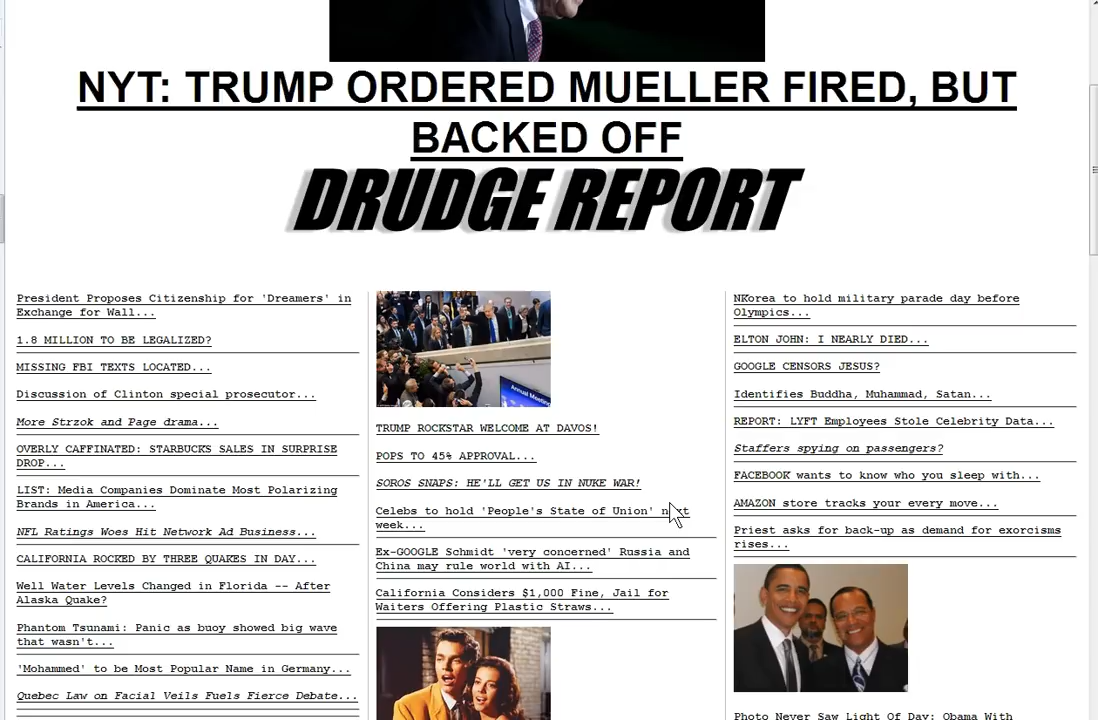 NYT: TRUMP ORDERED MUELLER FIRED, BUT
BACKED OFF
DRUDGE REPORT
President Proposes Citizenship for 'Dreamers' in
Exchange for Wall...
1.8 MILLION TO BE LEGALIZED?
MISSING FBI TEXTS LOCATED...
Discussion of Clinton special prosecutor...
More Strzok and Page drama...
OVERLY CAFFINATED: STARBUCKS SALES IN SURPRISE
DROP...
LIST: Media Companies Dominate Most Polarizing
Brands in America...
NFL Ratings Woes Hit Network Ad Business...
CALIFORNIA ROCKED BY THREE QUAKES IN DAY...
Well Water Levels Changed in Florida -- After
Alaska Quake?
Phantom Tsunami: Panic as buoy showed big wave
that wasn't...
'Mohammed' to be Most Popular Name in Germany...
Quebec Law on Facial Veils Fuels Fierce Debate...
Annual Meeting
TRUMP ROCKSTAR WELCOME AT DAVOS!
POPS TO 45% APPROVAL...
SOROS SNAPS: HE'LL GET US IN NUKE WAR!
Celebs to hold 'People's State of Union' next
week...
Ex-GOOGLE Schmidt 'very concerned' Russia and
China may rule world with AI...
California Considers $1,000 Fine, Jail for
Waiters Offering Plastic Straws...
NKorea to hold military parade day before
Olympics...
ELTON JOHN: I NEARLY DIED...
GOOGLE CENSORS JESUS?
Identifies Buddha, Muhammad, Satan...
REPORT: LYFT Employees Stole Celebrity Data...
Staffers spying on passengers?
FACEBOOK wants to know who you sleep with...
AMAZON store tracks your every move...
Priest asks for back-up as demand for exorcisms
rises...
Photo Never Saw Light Of Day: Obama With